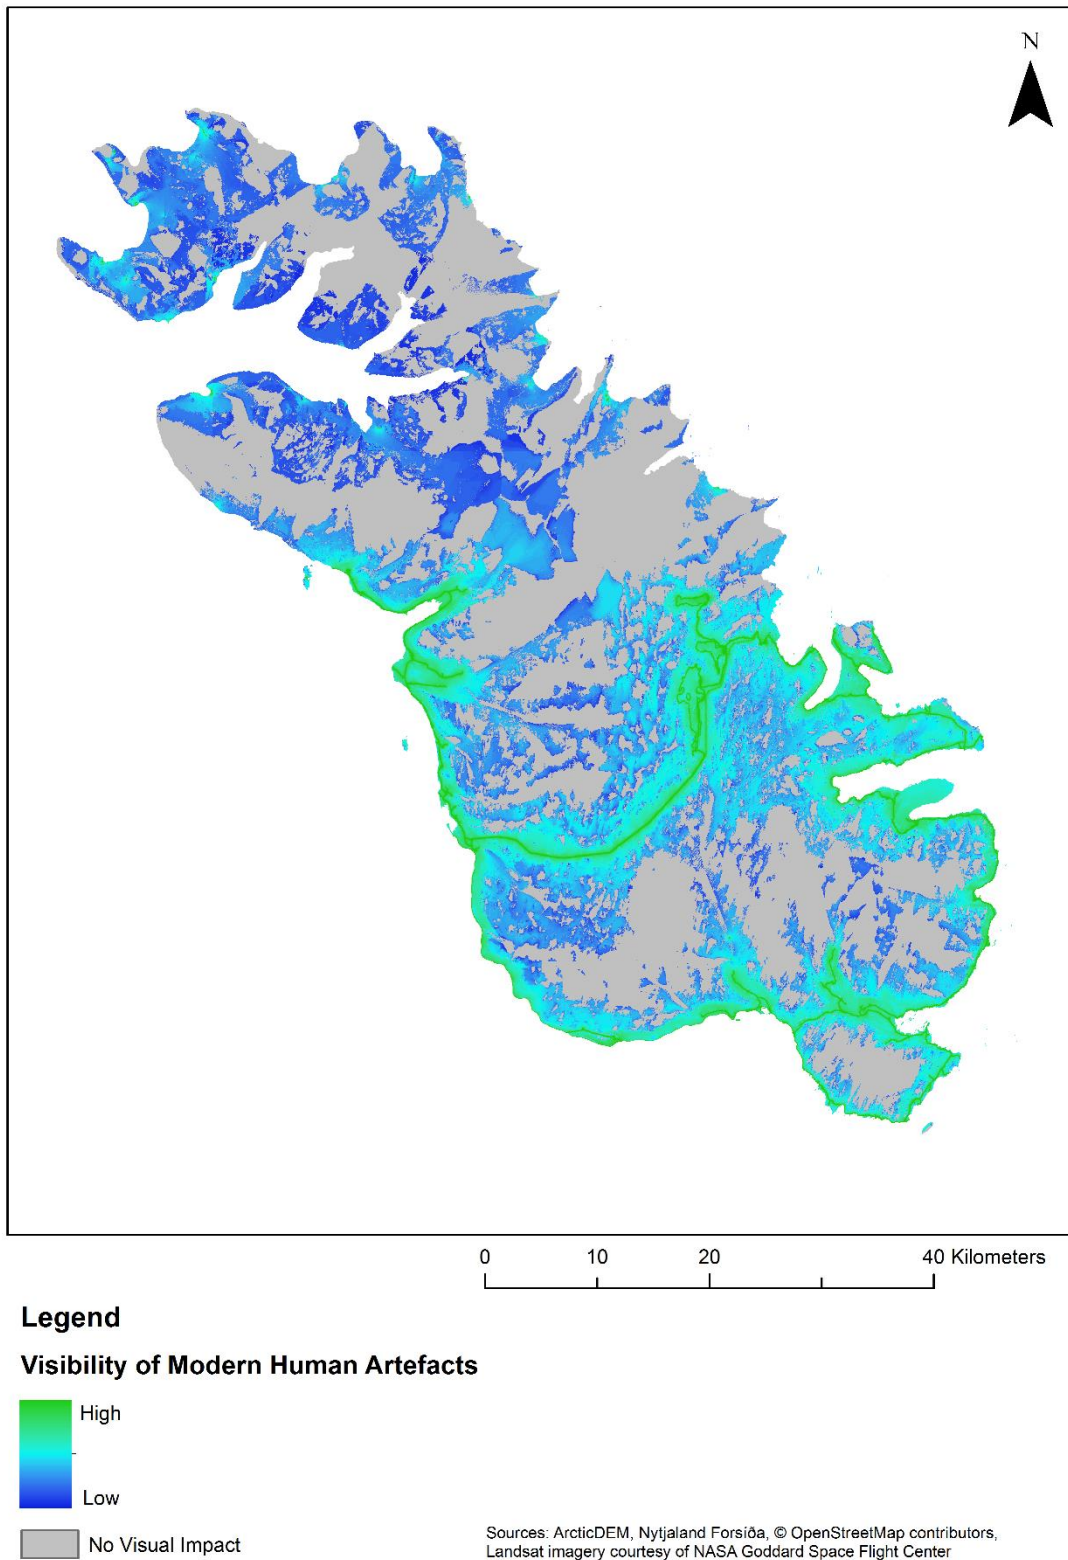 N
0 10 20 40 Kilometers
Legend
Visibility of Modern Human Artefacts
High
Low
No Visual Impact
Sources: ArcticDEM, Nytjaland Forsíða, © OpenStreetMap contributors,
Landsat imagery courtesy of NASA Goddard Space Flight Center